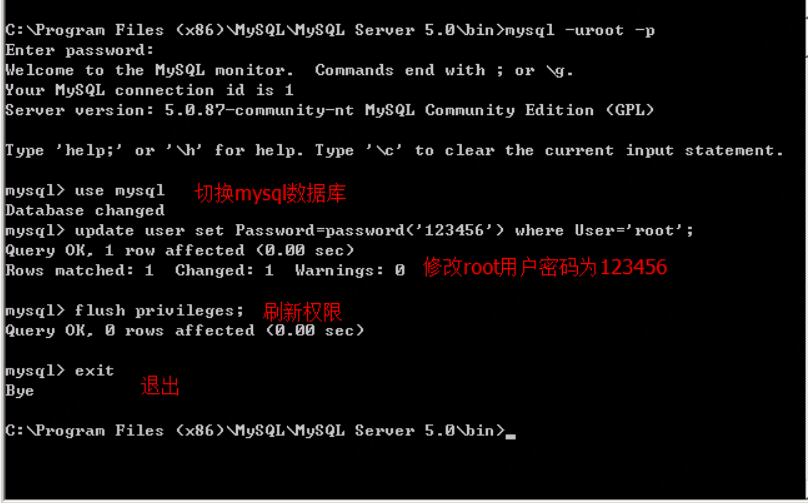 C:\Program Files (x86)\MySQL\MySQL Server 5.0\bin>mysql -uroot -p
Enter password:
Welcome to the MySQL monitor.  Commands end with ; or \g.
Your MySQL connection id is 1
Server version: 5.0.87-community-nt MySQL Community Edition (GPL)
Type 'help;' or '\h' for help. Type '\c' to clear the current input statement.
mysql> use mysql 切换mysql数据库
Database changed
mysql> update user set Password=password('123456') where User='root';
Query OK, 1 row affected (0.00 sec)
Rows matched: 1  Changed: 1  Warnings: 0 修改root用户密码为123456
mysql> flush privileges; 刷新权限
Query OK, 0 rows affected (0.00 sec)
mysql> exit
Bye 退出
C:\Program Files (x86)\MySQL\MySQL Server 5.0\bin>_